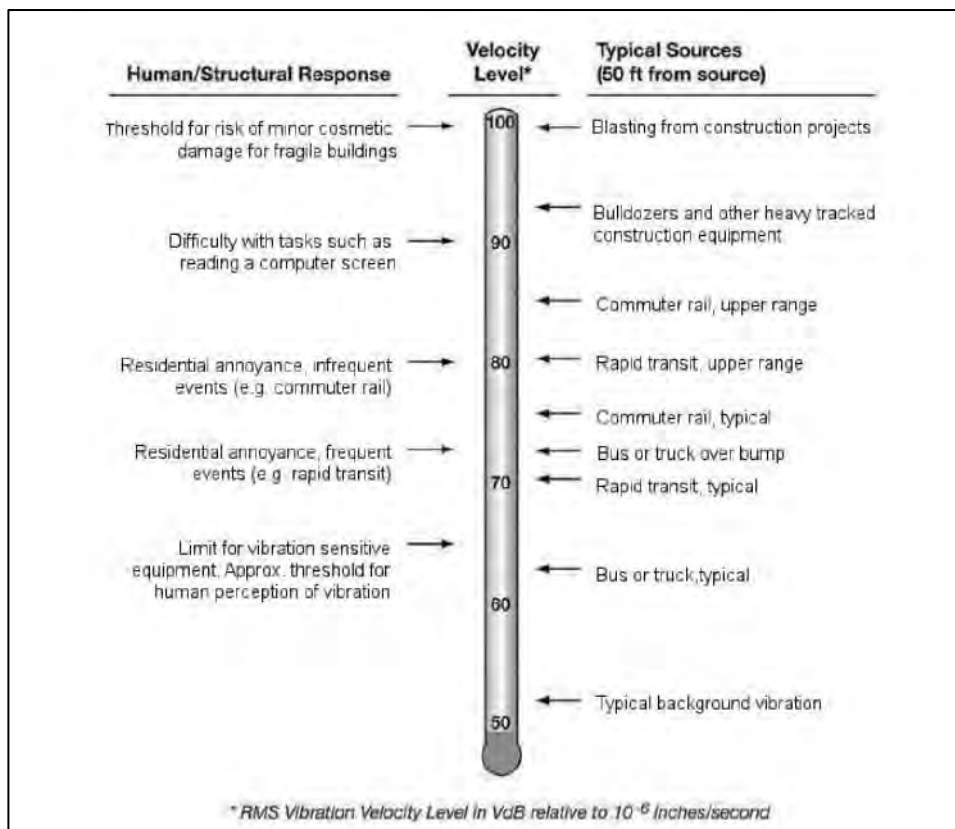 Human/Structural Response
Velocity
Level*
Typical Sources
(50 ft from source)
Threshold for risk of minor cosmetic
damage for fragile buildings
100
Blasting from construction projects
Bulldozers and other heavy tracked
construction equipment
Difficulty with tasks such as
reading a computer screen
90
Commuter rail, upper range
Residential annoyance, infrequent
events (e.g. commuter rail)
80
Rapid transit, upper range
Commuter rail, typical
Residential annoyance, frequent
events (e.g. rapid transit)
Bus or truck over bump
70
Rapid transit, typical
Limit for vibration sensitive
equipment. Approx. threshold for
human perception of vibration
Bus or truck, typical
60
Typical background vibration
50
* RMS Vibration Velocity Level in VdB relative to 10⁻⁶ inches/second